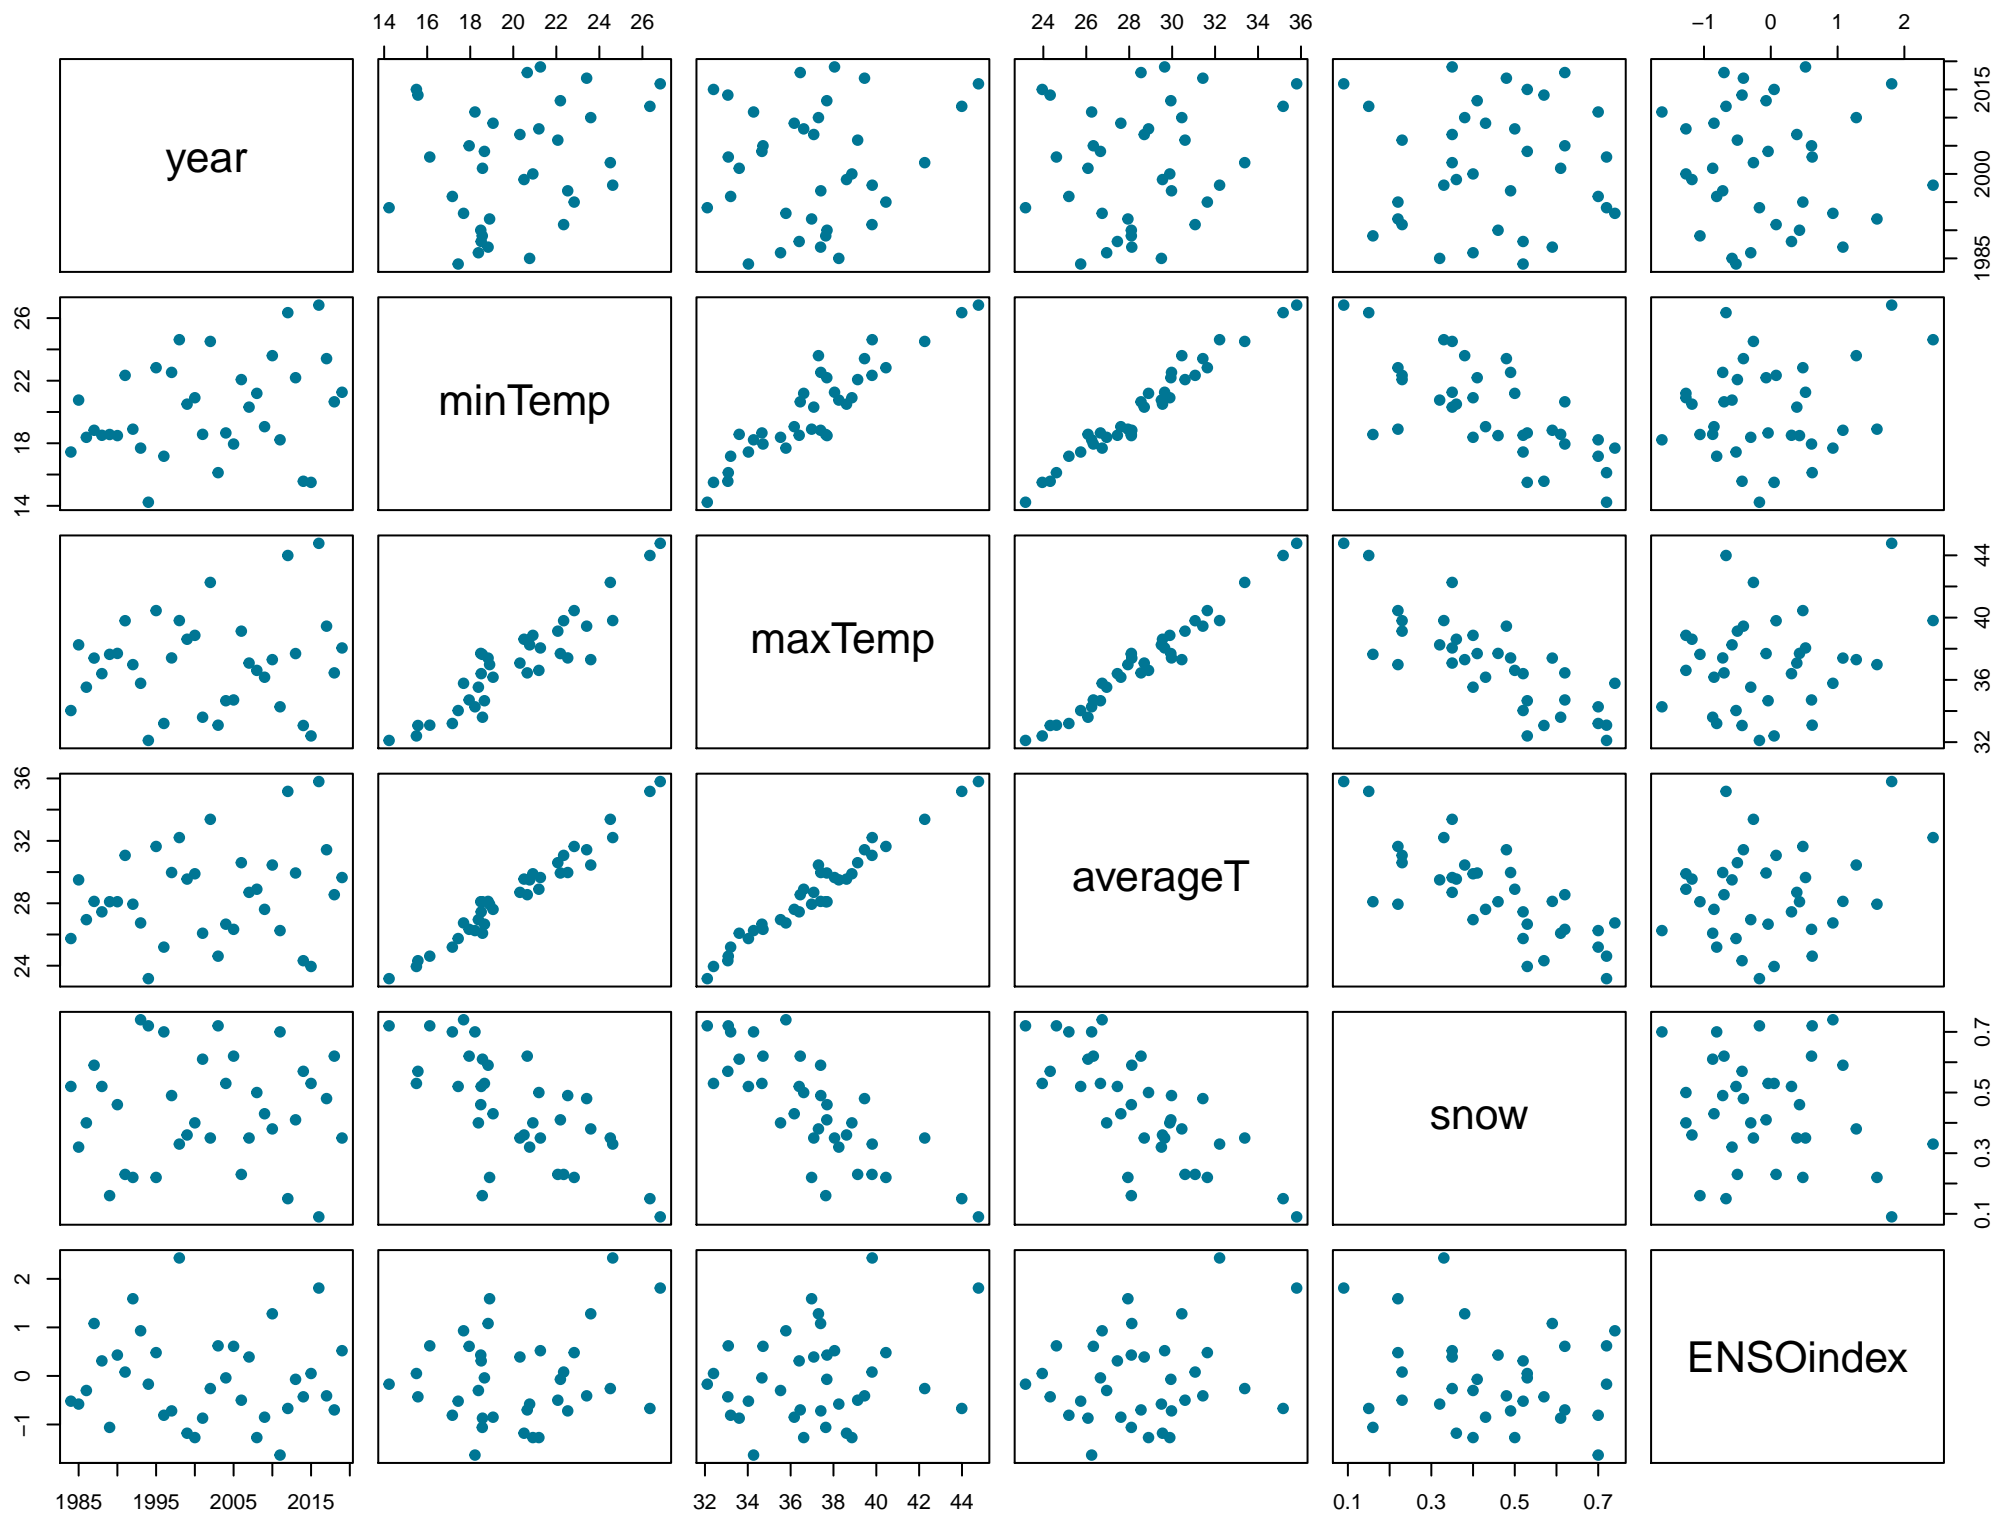 14 16 18 20 22 24 26
24 26 28 30 32 34 36
−1 0 1 2
year
1985 2000 2015
14 18 22 26
minTemp
maxTemp
32 36 40 44
24 28 32 36
averageT
snow
0.1 0.3 0.5 0.7
−1 0 1 2
ENSOindex
1985 1995 2005 2015
32 34 36 38 40 42 44
0.1 0.3 0.5 0.7